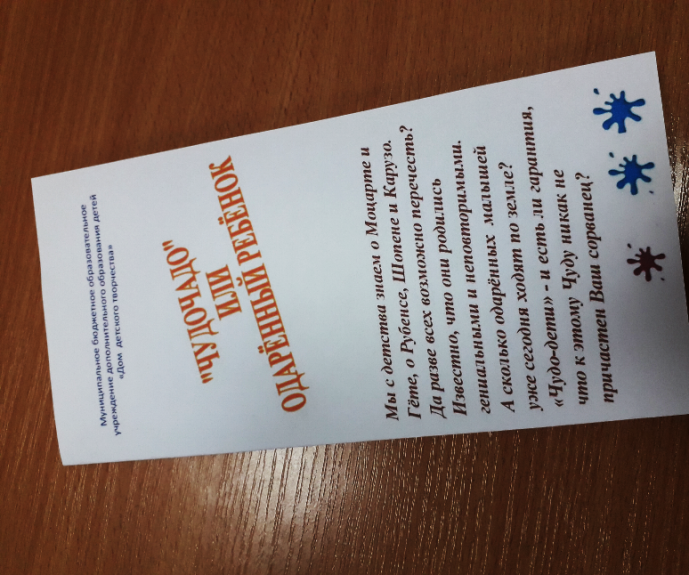 Муниципальное бюджетное образовательное
учреждение дополнительного образования детей
«Дом детского творчества»
"ЧУДОЧАДО"
ИЛИ
ОДАРЁННЫЙ РЕБЁНОК
Мы с детства знаем о Моцарте и
Гёте, о Рубенсе, Шопене и Карузо.
Да разве всех возможно перечесть?
Известно, что они родились
гениальными и неповторимыми.
А сколько одарённых малышей
уже сегодня ходят по земле?
«Чудо-дети» - и есть ли гарантия,
что к этому Чуду никак не
причастен Ваш сорванец?